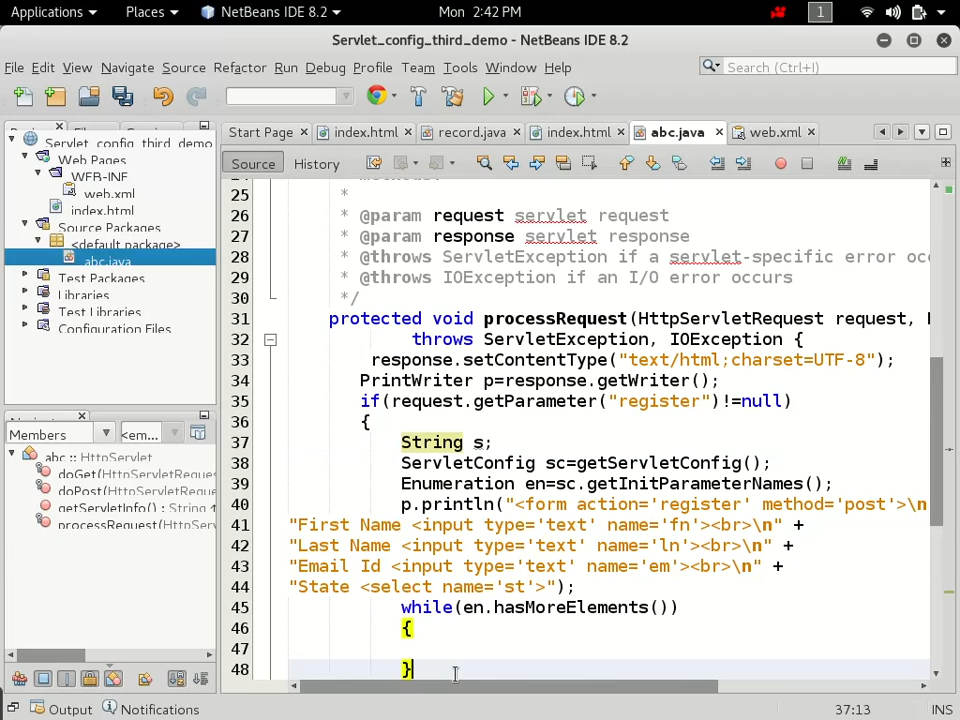 Applications Places NetBeans IDE 8.2 Mon 2:42 PM 1
Servlet_config_third_demo - NetBeans IDE 8.2
File Edit View Navigate Source Refactor Run Debug Profile Team Tools Window Help Search (Ctrl+I)
Start Page index.html record.java index.html abc.java web.xml
Servlet_config_third_demo
Web Pages
WEB-INF
web.xml
index.html
Source Packages
<default package>
abc.java
Test Packages
Libraries
Test Libraries
Configuration Files
Members <em...
abc :: HttpServlet
doGet(HttpServletReques
doPost(HttpServletReque
getServletInfo() : String
processRequest(HttpServ
Source History
25 *
26 * @param request servlet request
27 * @param response servlet response
28 * @throws ServletException if a servlet-specific error occ
29 * @throws IOException if an I/O error occurs
30 */
31 protected void processRequest(HttpServletRequest request, H
32 throws ServletException, IOException {
33 response.setContentType("text/html;charset=UTF-8");
34 PrintWriter p=response.getWriter();
35 if(request.getParameter("register")!=null)
36 {
37 String s;
38 ServletConfig sc=getServletConfig();
39 Enumeration en=sc.getInitParameterNames();
40 p.println("<form action='register' method='post'>\n
41 "First Name <input type='text' name='fn'><br>\n" +
42 "Last Name <input type='text' name='ln'><br>\n" +
43 "Email Id <input type='text' name='em'><br>\n" +
44 "State <select name='st'>");
45 while(en.hasMoreElements())
46 {
47
48 }
Output Notifications 37:13 INS